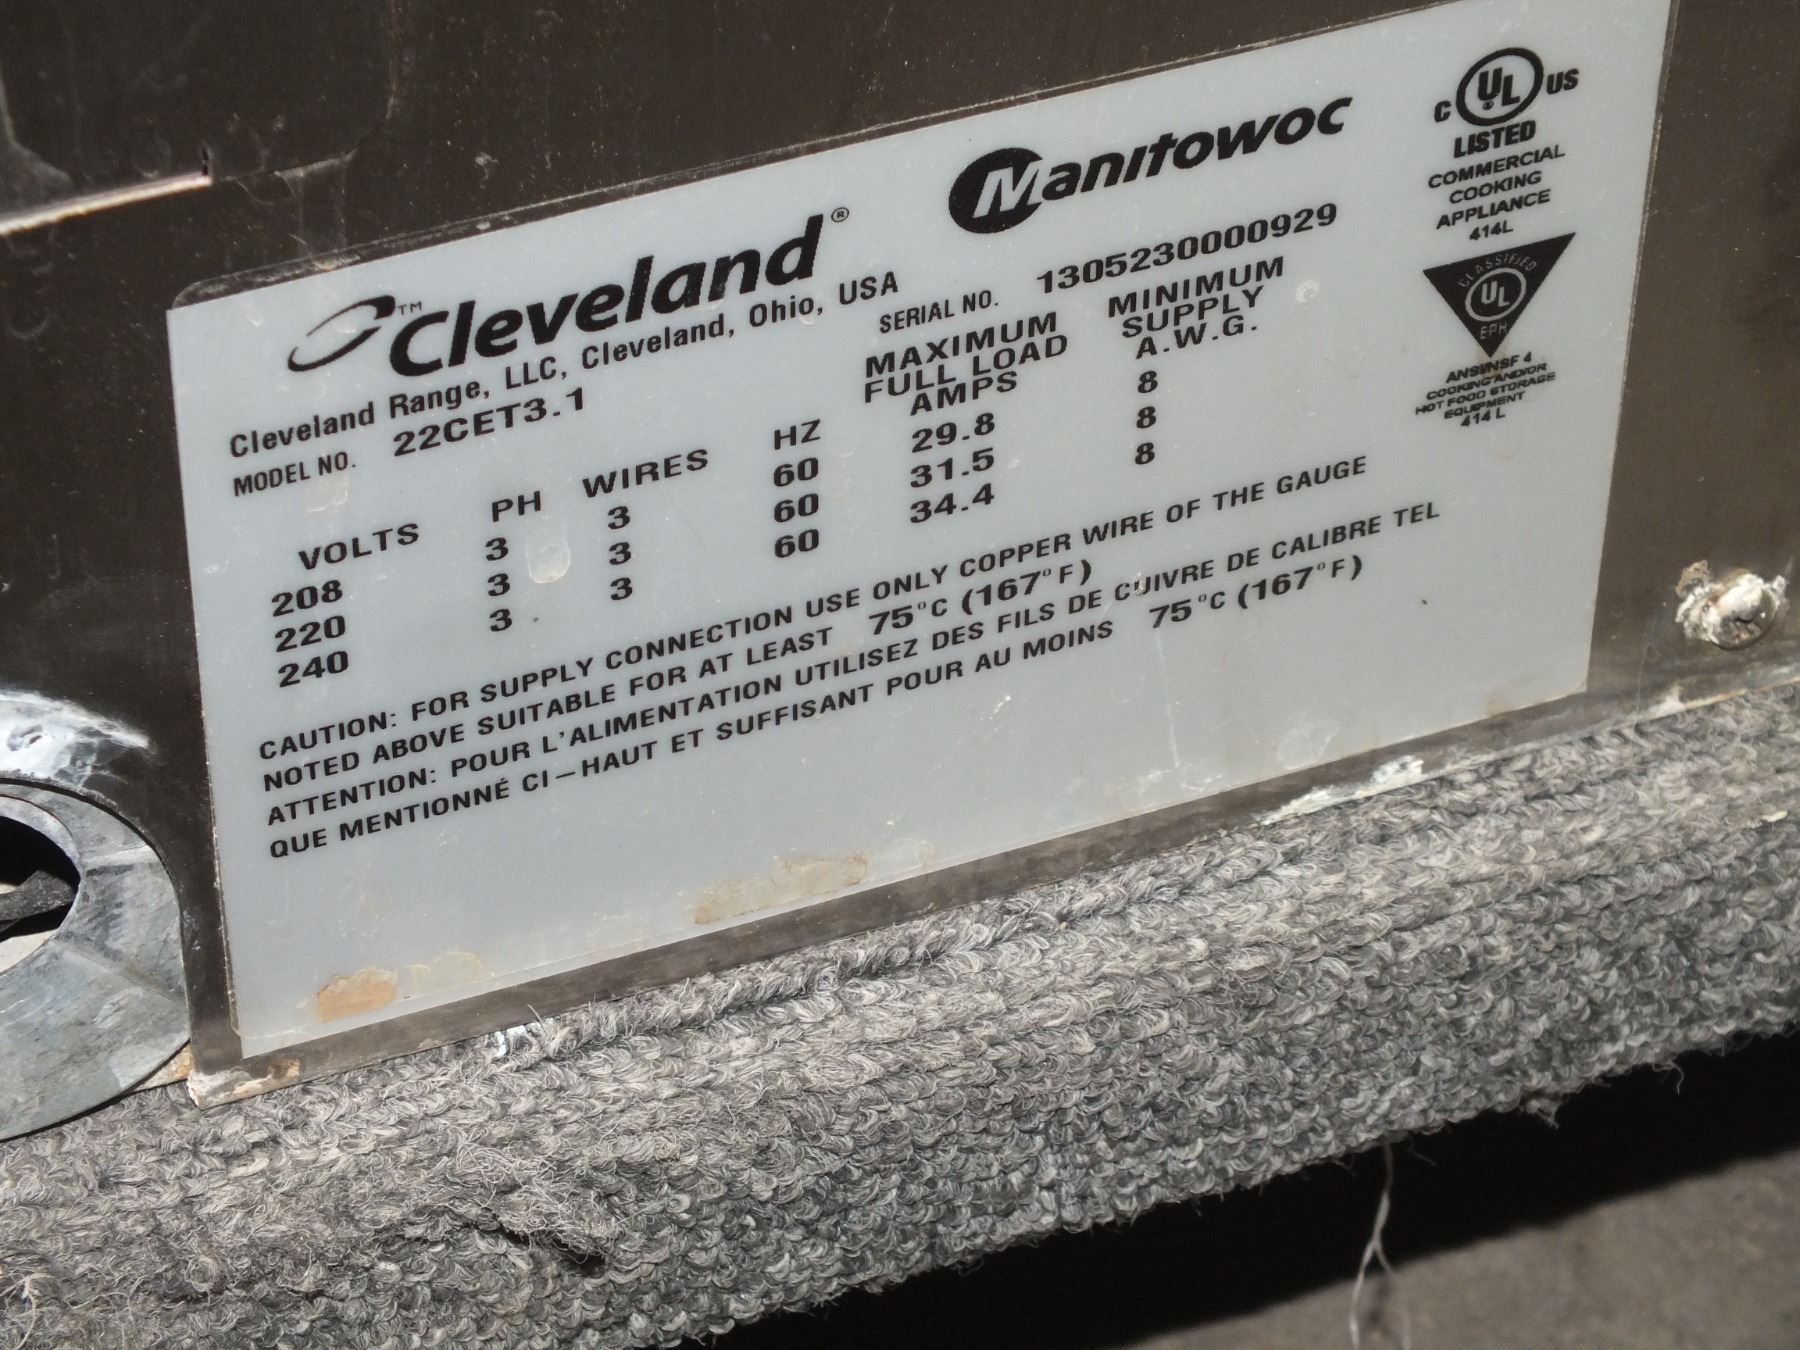 Cleveland®
™
Manitowoc
Cleveland Range, LLC, Cleveland, Ohio, USA
MODEL NO. 22CET3.1
SERIAL NO. 1305230000929
VOLTS PH WIRES HZ MAXIMUM FULL LOAD AMPS MINIMUM SUPPLY A.W.G.
208 3 3 60 29.8 8
220 3 3 60 31.5 8
240 3 3 60 34.4 8
CAUTION: FOR SUPPLY CONNECTION USE ONLY COPPER WIRE OF THE GAUGE
NOTED ABOVE SUITABLE FOR AT LEAST 75°C (167°F)
ATTENTION: POUR L'ALIMENTATION UTILISEZ DES FILS DE CUIVRE DE CALIBRE TEL
QUE MENTIONNÉ CI–HAUT ET SUFFISANT POUR AU MOINS 75°C (167°F)
C UL® US
LISTED
COMMERCIAL
COOKING
APPLIANCE
414L
CLASSIFIED
UL
EPH
ANSI/NSF 4
COOKING AND/OR
HOT FOOD STORAGE
EQUIPMENT
414 L